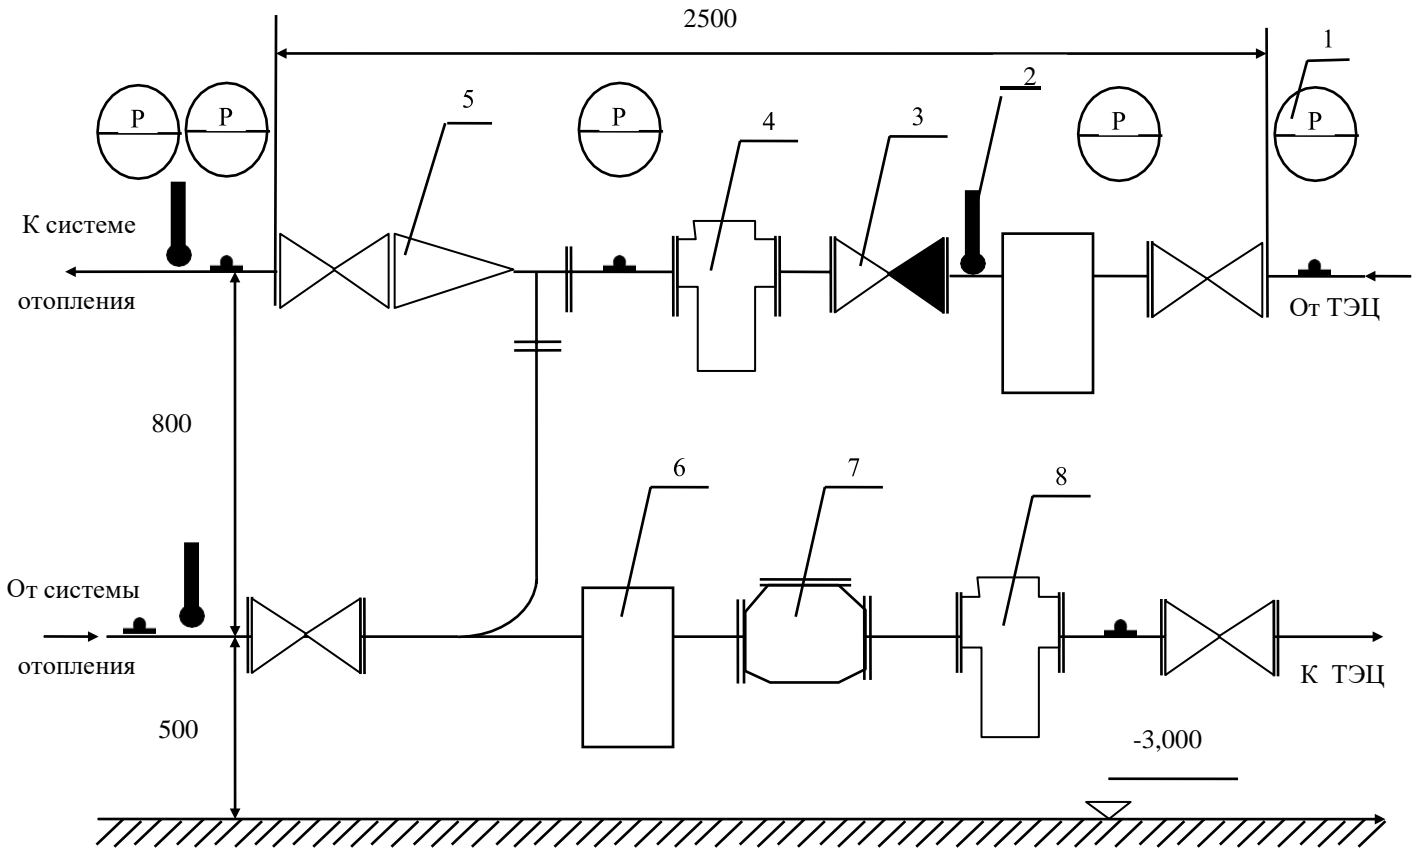 2500
1
2
5
P
P
P
4
3
P
P
К системе
отопления
От ТЭЦ
800
6
7
8
От системы
отопления
К ТЭЦ
500
-3,000